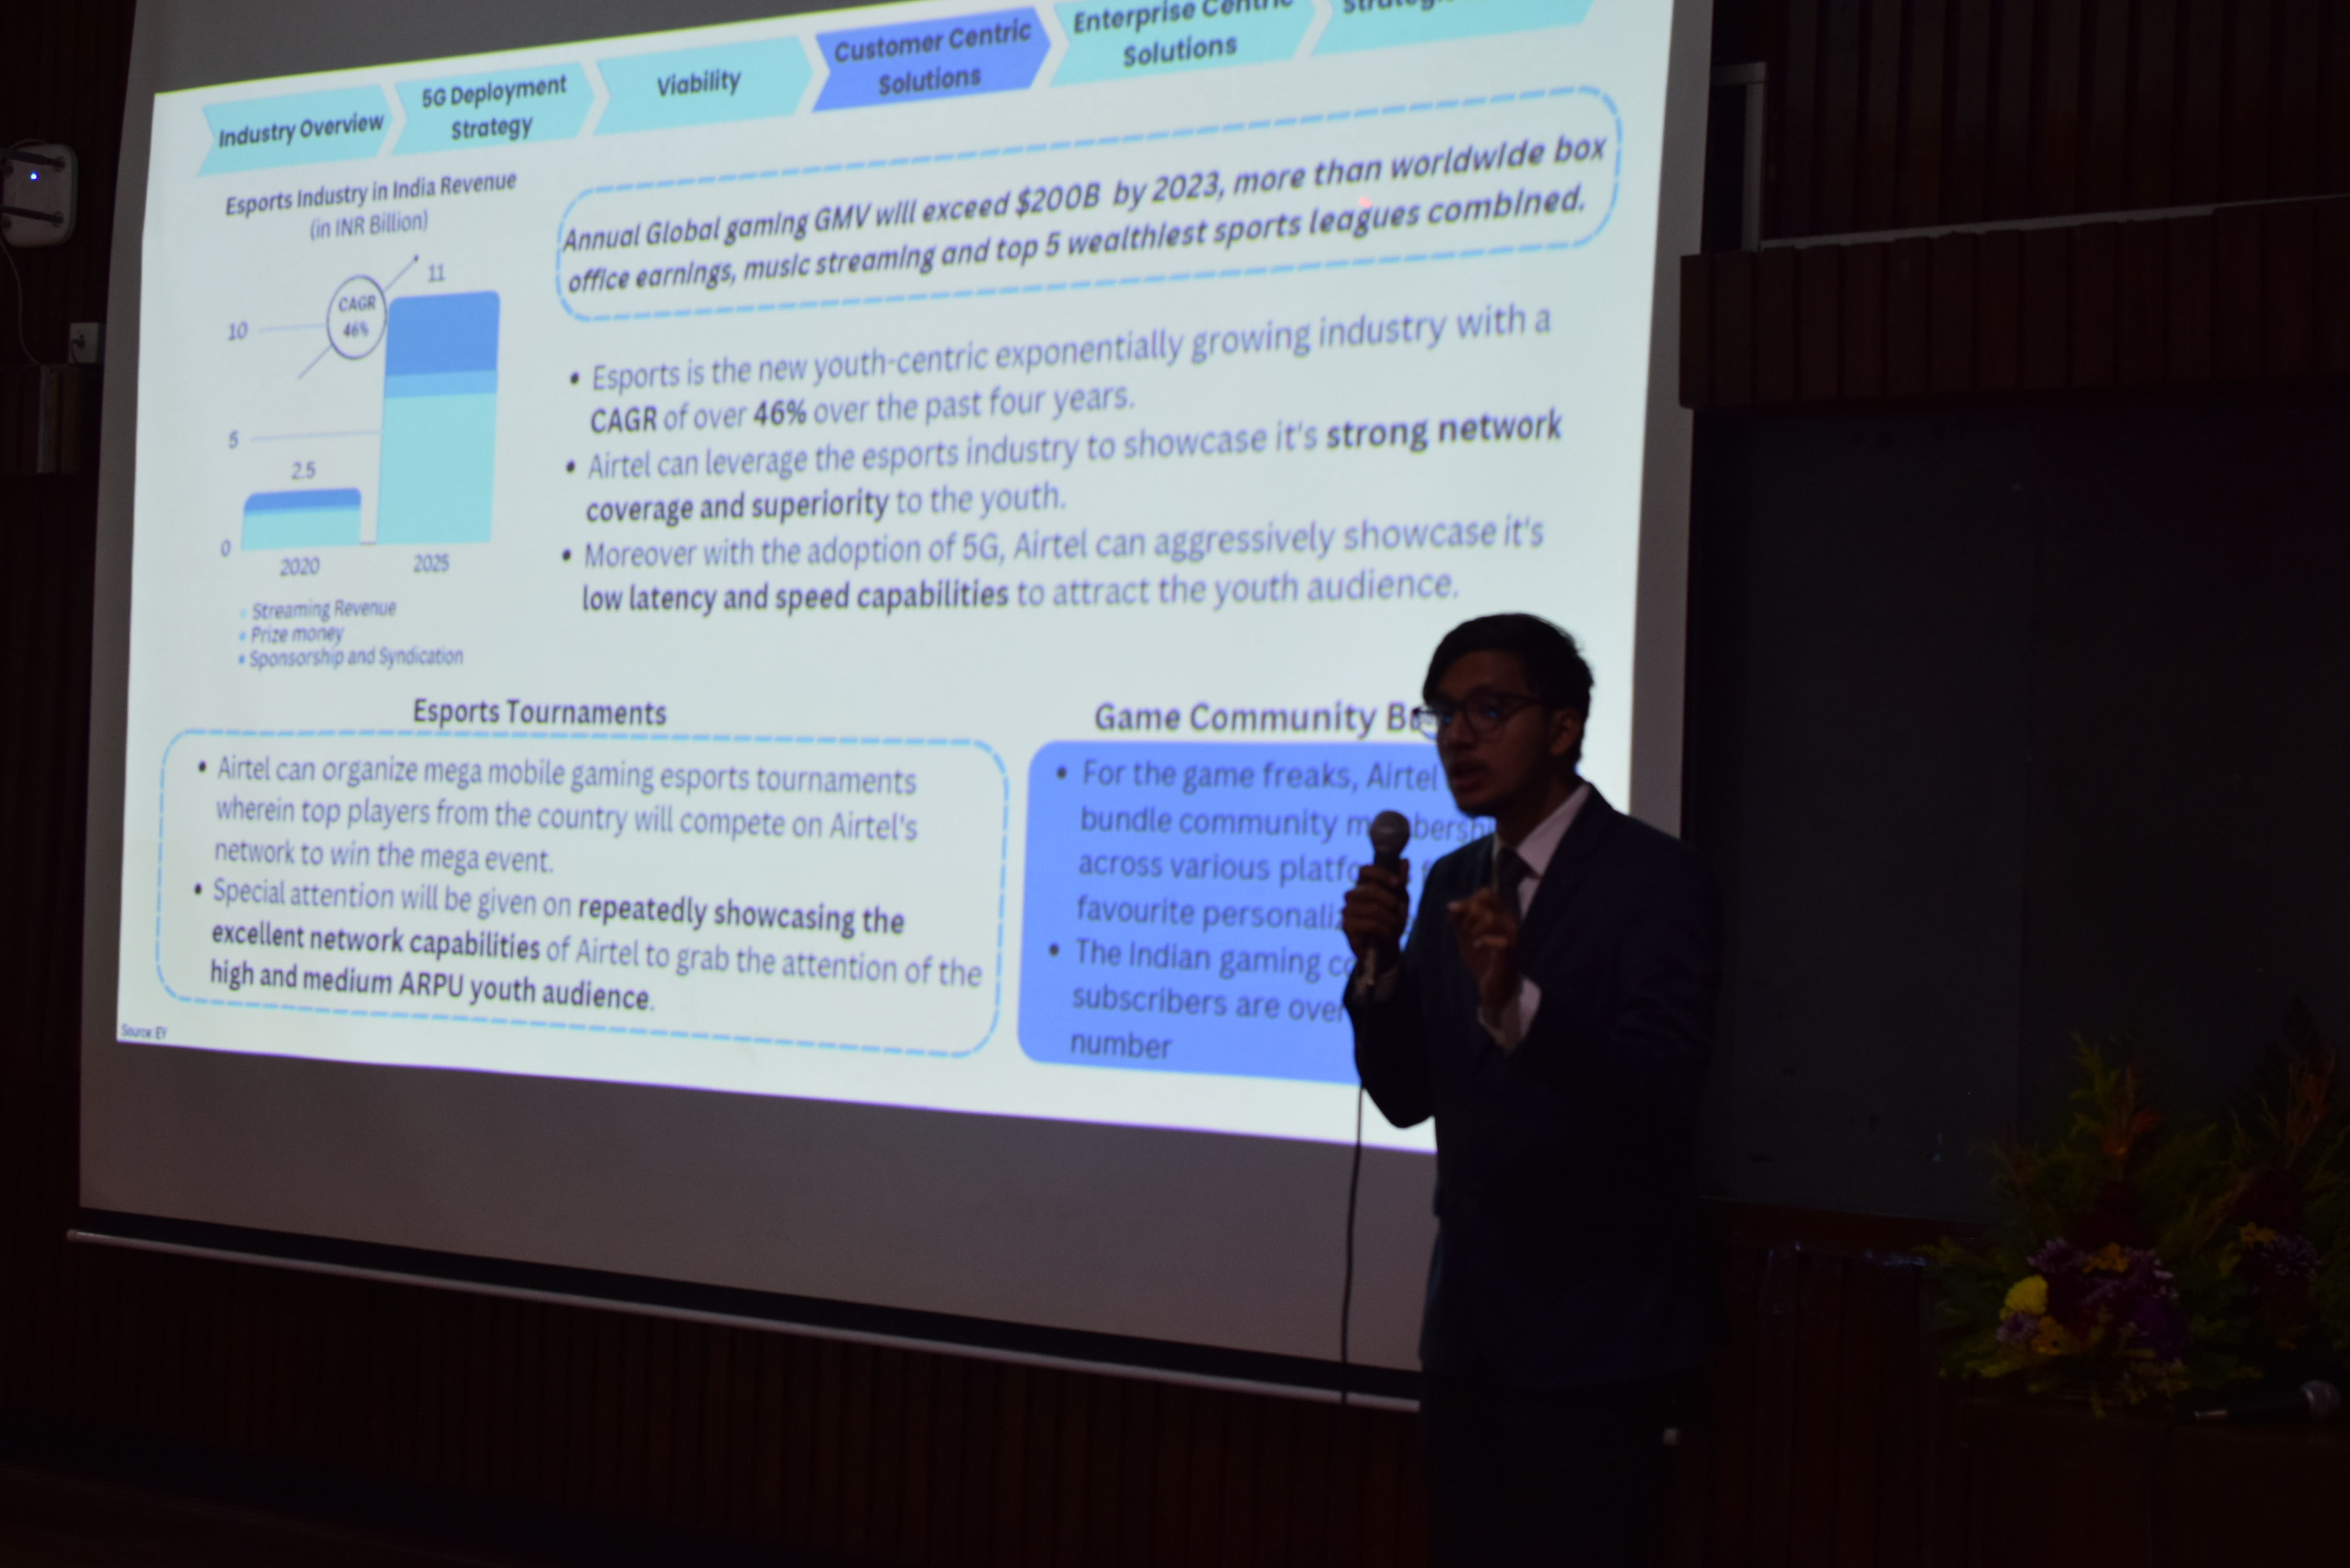 Industry Overview
5G Deployment
Strategy
Viability
Customer Centric
Solutions
Enterprise Centric
Solutions
Esports Industry in India Revenue
(in INR Billion)
CAGR
46%
11
10
5
2.5
0
2020
2025
Streaming Revenue
Prize money
Sponsorship and Syndication
Annual Global gaming GMV will exceed $200B by 2023, more than worldwide box
office earnings, music streaming and top 5 wealthiest sports leagues combined.
• Esports is the new youth-centric exponentially growing industry with a
CAGR of over 46% over the past four years.
• Airtel can leverage the esports industry to showcase it's strong network
coverage and superiority to the youth.
• Moreover with the adoption of 5G, Airtel can aggressively showcase it's
low latency and speed capabilities to attract the youth audience.
Esports Tournaments
• Airtel can organize mega mobile gaming esports tournaments
wherein top players from the country will compete on Airtel's
network to win the mega event.
• Special attention will be given on repeatedly showcasing the
excellent network capabilities of Airtel to grab the attention of the
high and medium ARPU youth audience.
Game Community
• For the game freaks, Airtel
bundle community
across various
favourite
• The Indian gaming
subscribers are over
number
Source: EY